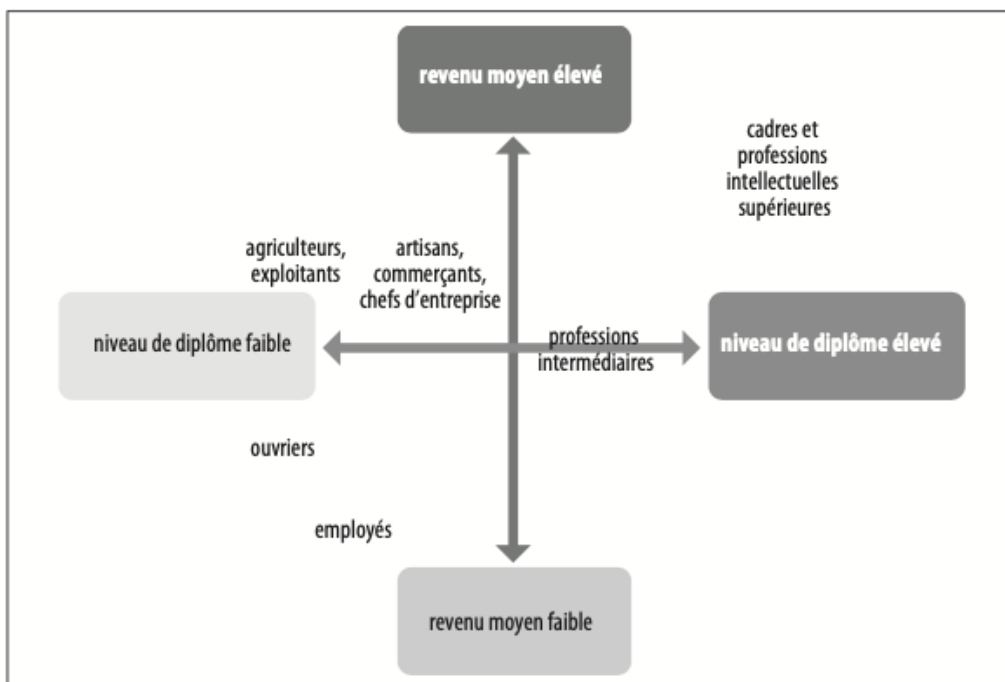 revenu moyen élevé
cadres et
professions
intellectuelles
supérieures
agriculteurs,
exploitants
artisans,
commerçants,
chefs d'entreprise
niveau de diplôme faible
professions
intermédiaires
niveau de diplôme élevé
ouvriers
employés
revenu moyen faible